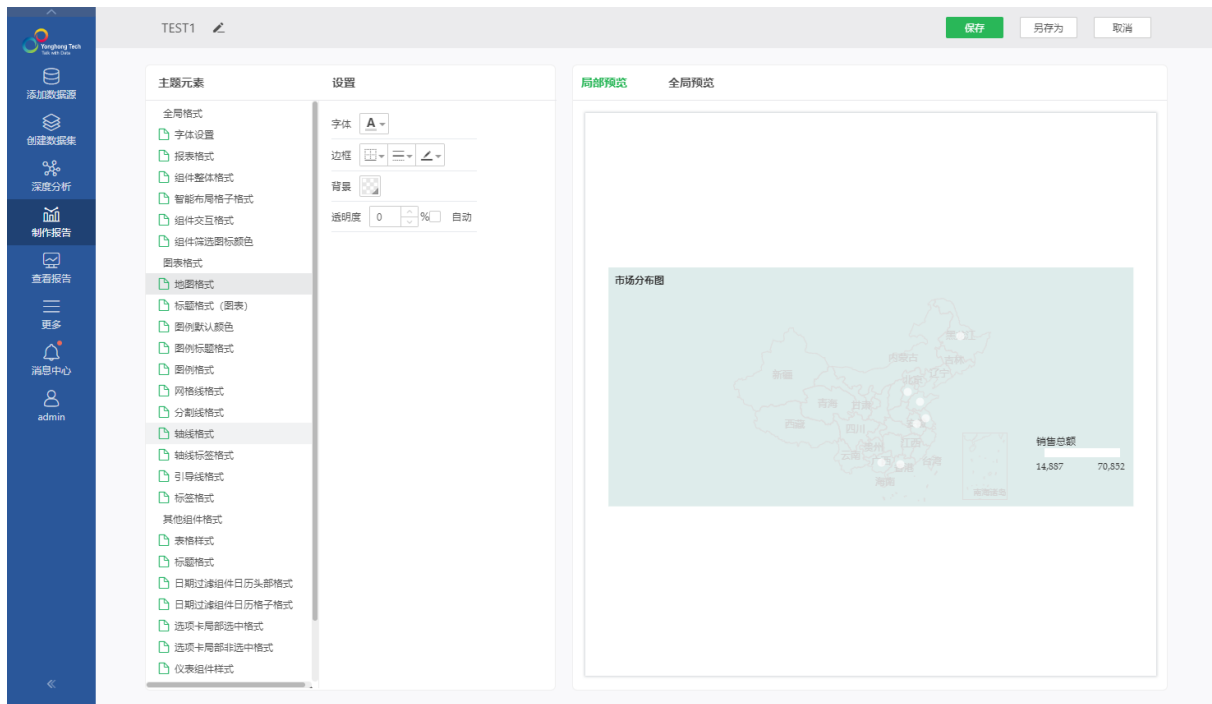 TEST1
保存
另存为
取消
Yonghong Tech
Talk with Data
添加数据源
创建数据集
深度分析
制作报告
查看报告
更多
消息中心
admin
主题元素
全局格式
字体设置
报表格式
组件整体格式
智能布局格子格式
组件交互格式
组件筛选图标颜色
图表格式
地图格式
标题格式（图表）
图例默认颜色
图例标题格式
图例格式
网格线格式
分割线格式
轴线格式
轴线标签格式
引导线格式
标签格式
其他组件格式
表格样式
标题格式
日期过滤组件日历头部格式
日期过滤组件日历格子格式
选项卡局部选中格式
选项卡局部非选中格式
仪表组件样式
设置
字体 A
边框
背景
透明度 0 % 自动
局部预览
全局预览
市场分布图
内蒙古
吉林
辽宁
北京
新疆
青海
甘肃
西藏
四川
江西
贵州
云南
台湾
香港
海南
南海诸岛
销售总额
14,887 70,852